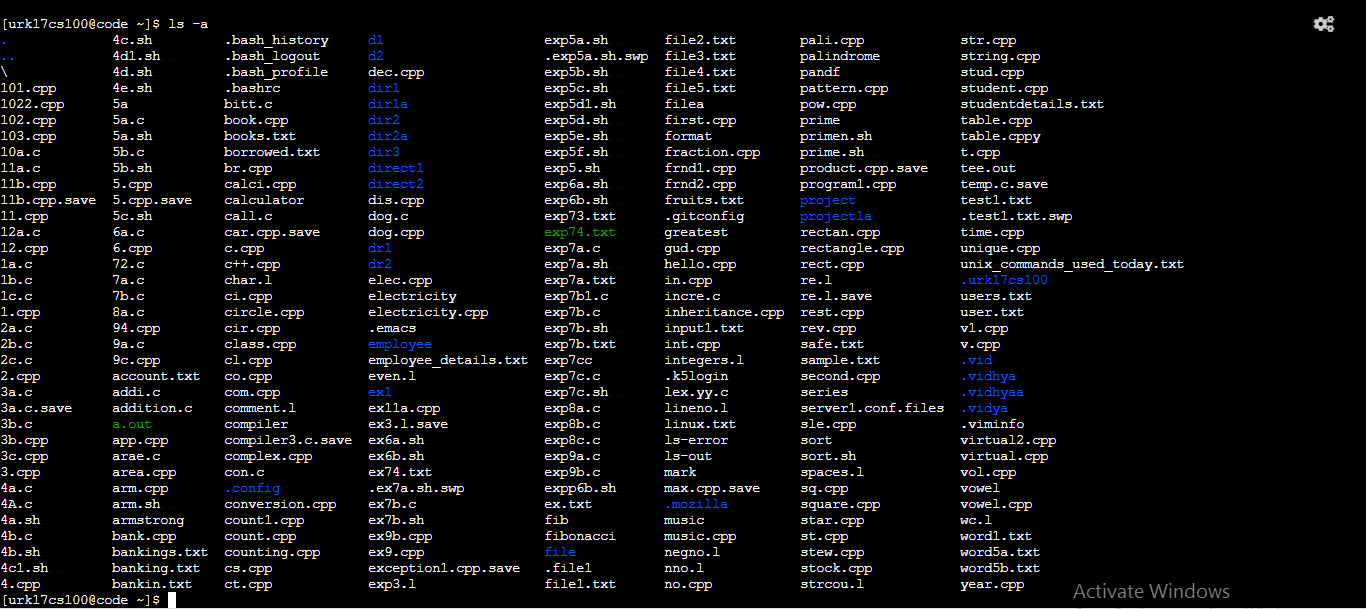 [urk17cs100@code ~]$ ls -a
. 4c.sh .bash_history d1 exp5a.sh file2.txt pali.cpp str.cpp
.. 4d1.sh .bash_logout d2 .exp5a.sh.swp file3.txt palindrome string.cpp
\ 4d.sh .bash_profile dec.cpp exp5b.sh file4.txt pandf stud.cpp
101.cpp 4e.sh .bashrc dir1 exp5c.sh file5.txt pattern.cpp student.cpp
1022.cpp 5a bitt.c dir1a exp5d1.sh filea pow.cpp studentdetails.txt
102.cpp 5a.c book.cpp dir2 exp5d.sh first.cpp prime table.cpp
103.cpp 5a.sh books.txt dir2a exp5e.sh format primen.sh table.cppy
10a.c 5b.c borrowed.txt dir3 exp5f.sh fraction.cpp prime.sh t.cpp
11a.c 5b.sh br.cpp direct1 exp5.sh frnd1.cpp product.cpp.save tee.out
11b.cpp 5.cpp calci.cpp direct2 exp6a.sh frnd2.cpp program1.cpp temp.c.save
11b.cpp.save 5.cpp.save calculator dis.cpp exp6b.sh fruits.txt project test1.txt
11.cpp 5c.sh call.c dog.c exp73.txt .gitconfig project1a .test1.txt.swp
12a.c 6a.c car.cpp.save dog.cpp exp74.txt greatest rectan.cpp time.cpp
12.cpp 6.cpp c.cpp dr1 exp7a.c gud.cpp rectangle.cpp unique.cpp
1a.c 72.c c++.cpp dr2 exp7a.sh hello.cpp rect.cpp unix_commands_used_today.txt
1b.c 7a.c char.l elec.cpp exp7a.txt in.cpp re.l .urk17cs100
1c.c 7b.c ci.cpp electricity exp7b1.c incre.c re.l.save users.txt
1.cpp 8a.c circle.cpp electricity.cpp exp7b.c inheritance.cpp rest.cpp user.txt
2a.c 94.cpp cir.cpp .emacs exp7b.sh input1.txt rev.cpp v1.cpp
2b.c 9a.c class.cpp employee exp7b.txt int.cpp safe.txt v.cpp
2c.c 9c.cpp cl.cpp employee_details.txt exp7cc integers.l sample.txt .vid
2.cpp account.txt co.cpp even.l exp7c.c .k5login second.cpp .vidhya
3a.c addi.c com.cpp ex1 exp7c.sh lex.yy.c series .vidhyaa
3a.c.save addition.c comment.l ex11a.cpp exp8a.c lineno.l server1.conf.files .vidya
3b.c a.out compiler ex3.l.save exp8b.c linux.txt sle.cpp .viminfo
3b.cpp app.cpp compiler3.c.save ex6a.sh exp8c.c ls-error sort virtual2.cpp
3c.cpp arae.c complex.cpp ex6b.sh exp9a.c ls-out sort.sh virtual.cpp
3.cpp area.cpp con.c ex74.txt exp9b.c mark spaces.l vol.cpp
4a.c arm.cpp .config .ex7a.sh.swp expp6b.sh max.cpp.save sq.cpp vowel
4A.c arm.sh conversion.cpp ex7b.c ex.txt .mozilla square.cpp vowel.cpp
4a.sh armstrong count1.cpp ex7b.sh fib music star.cpp wc.l
4b.c bank.cpp count.cpp ex9b.cpp fibonacci music.cpp st.cpp word1.txt
4b.sh bankings.txt counting.cpp ex9.cpp file negno.l stew.cpp word5a.txt
4c1.sh banking.txt cs.cpp exception1.cpp.save .file1 nno.l stock.cpp word5b.txt
4.cpp bankin.txt ct.cpp exp3.l file1.txt no.cpp strcou.l year.cpp
[urk17cs100@code ~]$
Activate Windows